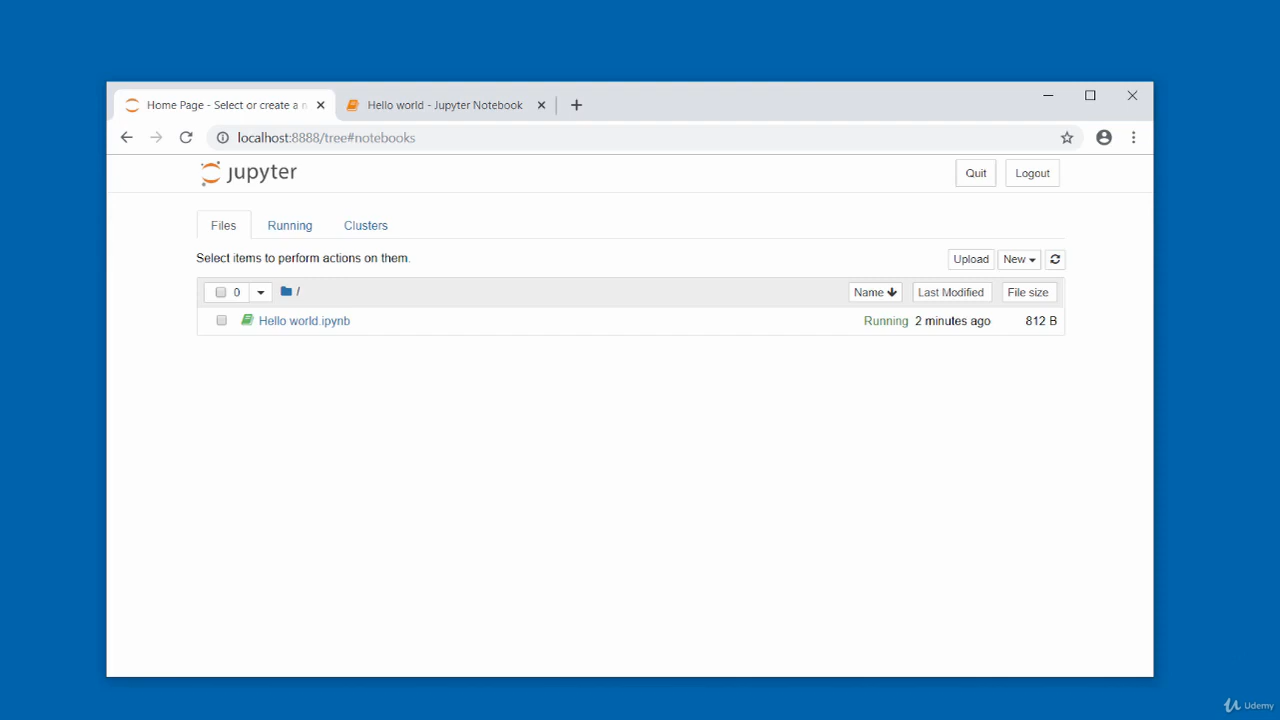 Home Page - Select or create a n
Hello world - Jupyter Notebook
localhost:8888/tree#notebooks
jupyter
Quit
Logout
Files
Running
Clusters
Select items to perform actions on them.
Upload
New
0
/
Name
Last Modified
File size
Hello world.ipynb
Running
2 minutes ago
812 B
Udemy